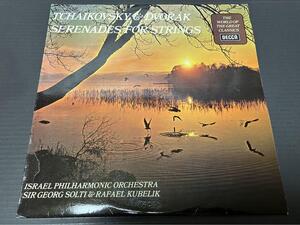 TCHAIKOVSKY & DVOŘÁK
SERENADES FOR STRINGS
THE
WORLD OF
THE GREAT
CLASSICS
DECCA
ISRAEL PHILHARMONIC ORCHESTRA
SIR GEORG SOLTI & RAFAEL KUBELIK